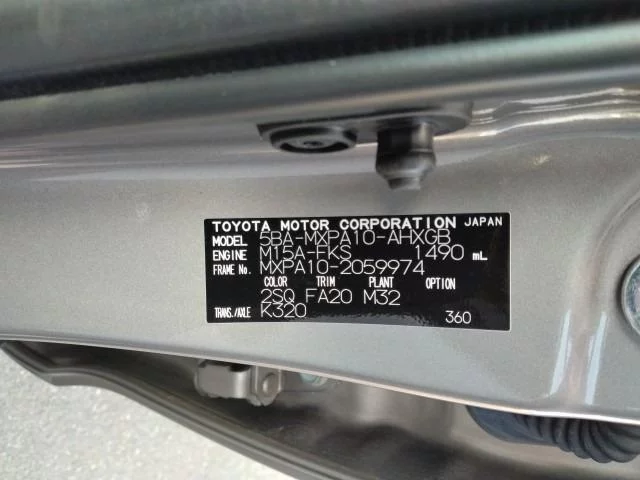 TOYOTA MOTOR CORPORATION JAPAN
MODEL 5BA-MXPA10-AHXGB
ENGINE M15A-FKS 1490 mL
FRAME No. MXPA10-2059974
COLOR TRIM PLANT OPTION
2SQ FA20 M32
TRANS./AXLE K320 360